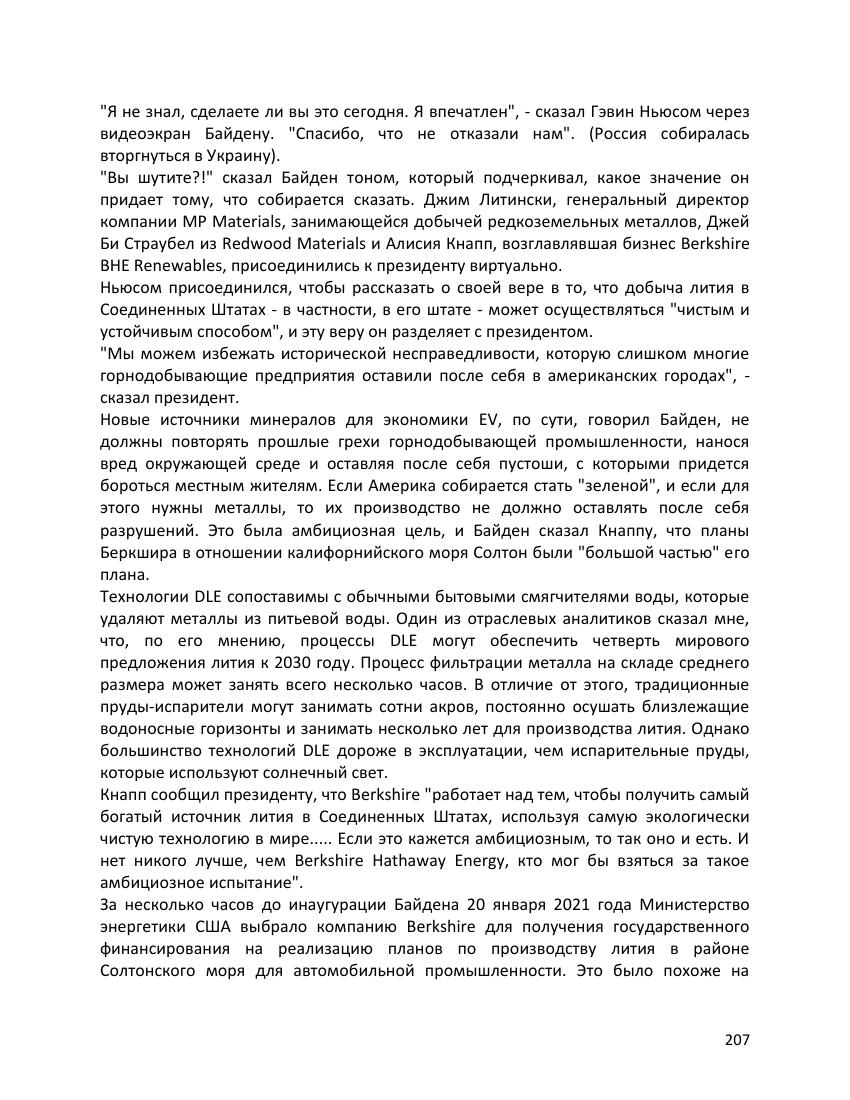 "Я не знал, сделаете ли вы это сегодня. Я впечатлен", - сказал Гэвин Ньюсом через
видеоэкран Байдену. "Спасибо, что не отказали нам". (Россия собиралась
вторгнуться в Украину).
"Вы шутите?!" сказал Байден тоном, который подчеркивал, какое значение он
придает тому, что собирается сказать. Джим Литински, генеральный директор
компании MP Materials, занимающейся добычей редкоземельных металлов, Джей
Би Страубел из Redwood Materials и Алисия Кнапп, возглавлявшая бизнес Berkshire
BHE Renewables, присоединились к президенту виртуально.
Ньюсом присоединился, чтобы рассказать о своей вере в то, что добыча лития в
Соединенных Штатах - в частности, в его штате - может осуществляться "чистым и
устойчивым способом", и эту веру он разделяет с президентом.
"Мы можем избежать исторической несправедливости, которую слишком многие
горнодобывающие предприятия оставили после себя в американских городах", -
сказал президент.
Новые источники минералов для экономики EV, по сути, говорил Байден, не
должны повторять прошлые грехи горнодобывающей промышленности, нанося
вред окружающей среде и оставляя после себя пустоши, с которыми придется
бороться местным жителям. Если Америка собирается стать "зеленой", и если для
этого нужны металлы, то их производство не должно оставлять после себя
разрушений. Это была амбициозная цель, и Байден сказал Кнаппу, что планы
Беркшира в отношении калифорнийского моря Солтон были "большой частью" его
плана.
Технологии DLE сопоставимы с обычными бытовыми смягчителями воды, которые
удаляют металлы из питьевой воды. Один из отраслевых аналитиков сказал мне,
что, по его мнению, процессы DLE могут обеспечить четверть мирового
предложения лития к 2030 году. Процесс фильтрации металла на складе среднего
размера может занять всего несколько часов. В отличие от этого, традиционные
пруды-испарители могут занимать сотни акров, постоянно осушать близлежащие
водоносные горизонты и занимать несколько лет для производства лития. Однако
большинство технологий DLE дороже в эксплуатации, чем испарительные пруды,
которые используют солнечный свет.
Кнапп сообщил президенту, что Berkshire "работает над тем, чтобы получить самый
богатый источник лития в Соединенных Штатах, используя самую экологически
чистую технологию в мире..... Если это кажется амбициозным, то так оно и есть. И
нет никого лучше, чем Berkshire Hathaway Energy, кто мог бы взяться за такое
амбициозное испытание".
За несколько часов до инаугурации Байдена 20 января 2021 года Министерство
энергетики США выбрало компанию Berkshire для получения государственного
финансирования на реализацию планов по производству лития в районе
Солтонского моря для автомобильной промышленности. Это было похоже на
207